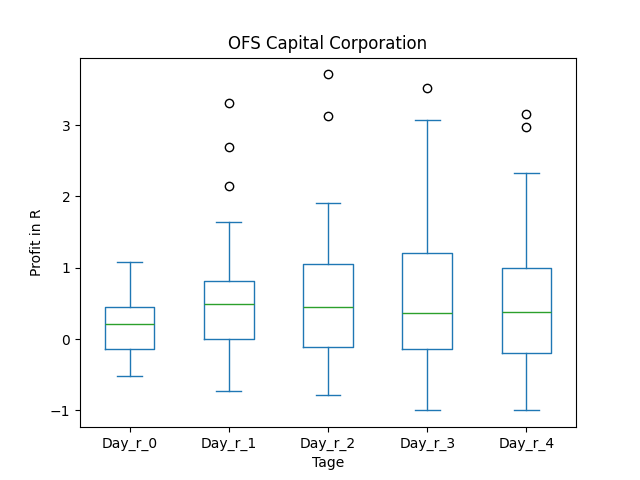 OFS Capital Corporation
Profit in R
3
2
1
0
−1
Day_r_0 Day_r_1 Day_r_2 Day_r_3 Day_r_4
Tage